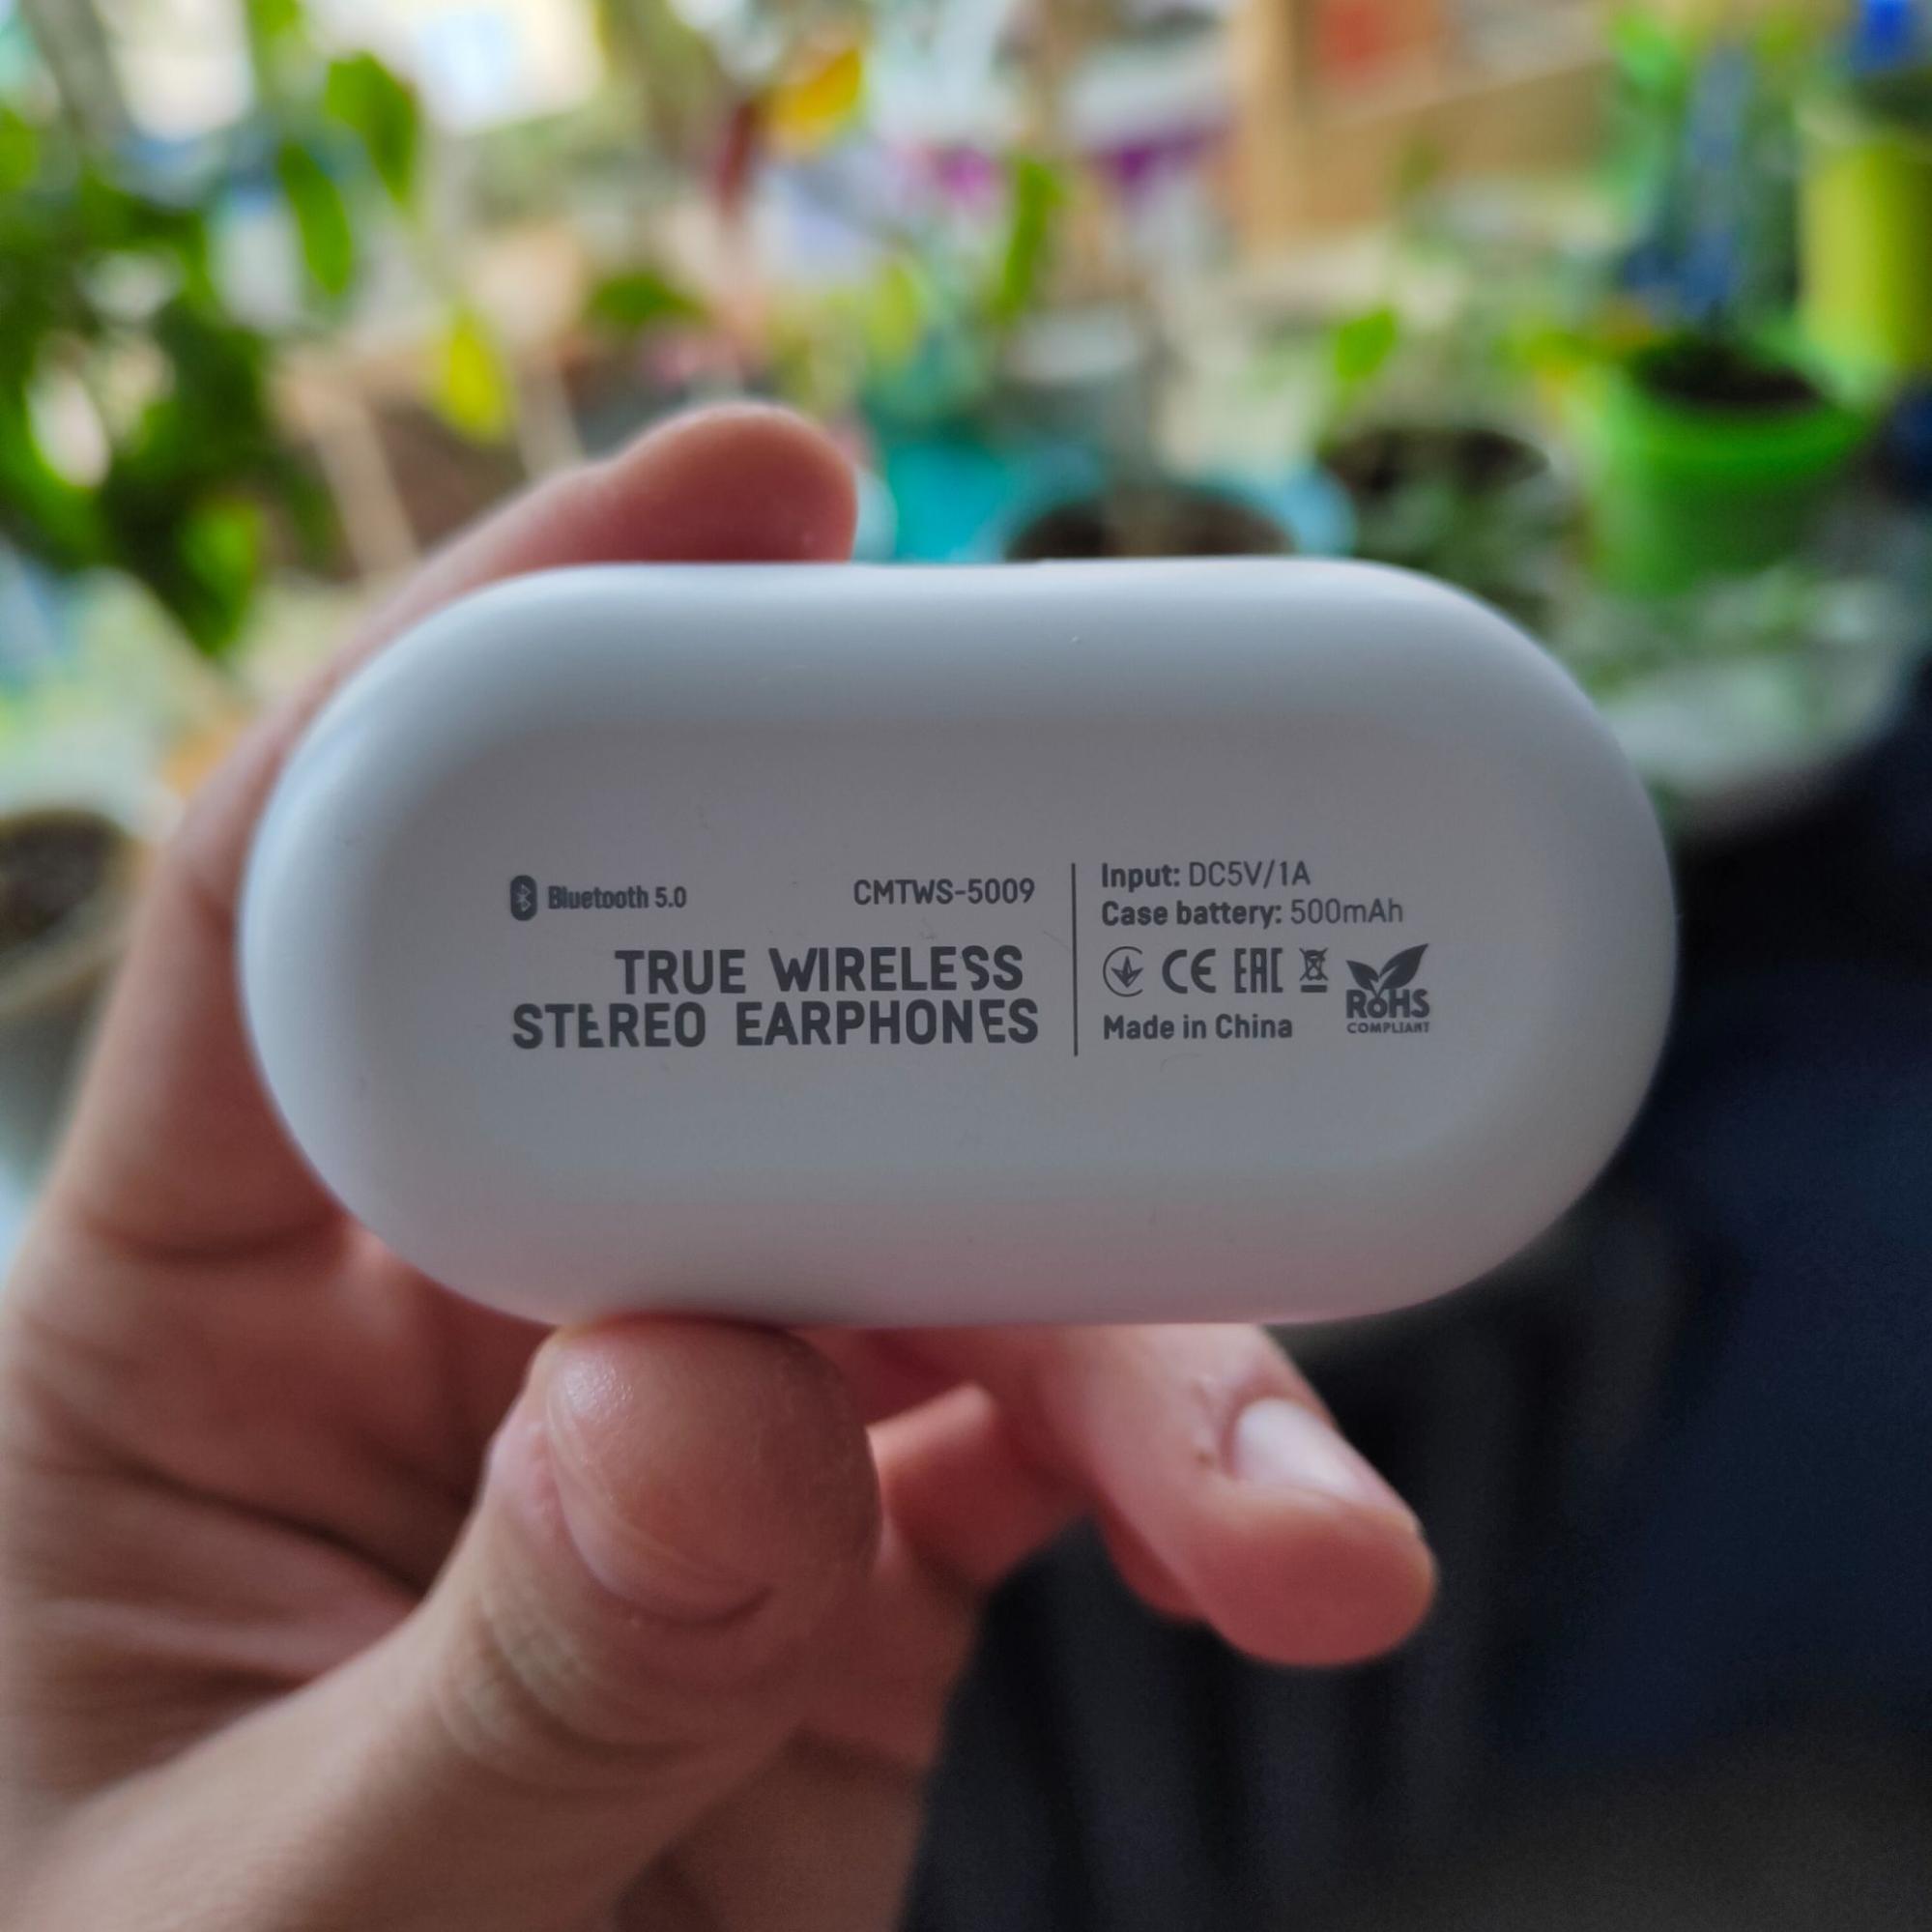 Bluetooth 5.0
CMTWS-5009
TRUE WIRELESS
STEREO EARPHONES
Input: DC5V/1A
Case battery: 500mAh
CE EAC
RoHS
COMPLIANT
Made in China